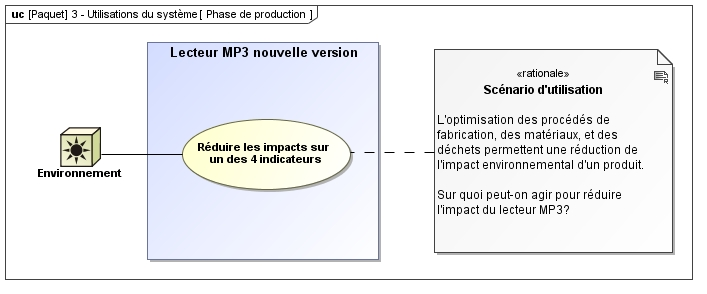 uc [Paquet] 3 - Utilisations du système [ Phase de production ]
Lecteur MP3 nouvelle version
Environnement
Réduire les impacts sur
un des 4 indicateurs
«rationale»
Scénario d'utilisation
L'optimisation des procédés de
fabrication, des matériaux, et des
déchets permettent une réduction de
l'impact environnemental d'un produit.
Sur quoi peut-on agir pour réduire
l'impact du lecteur MP3?